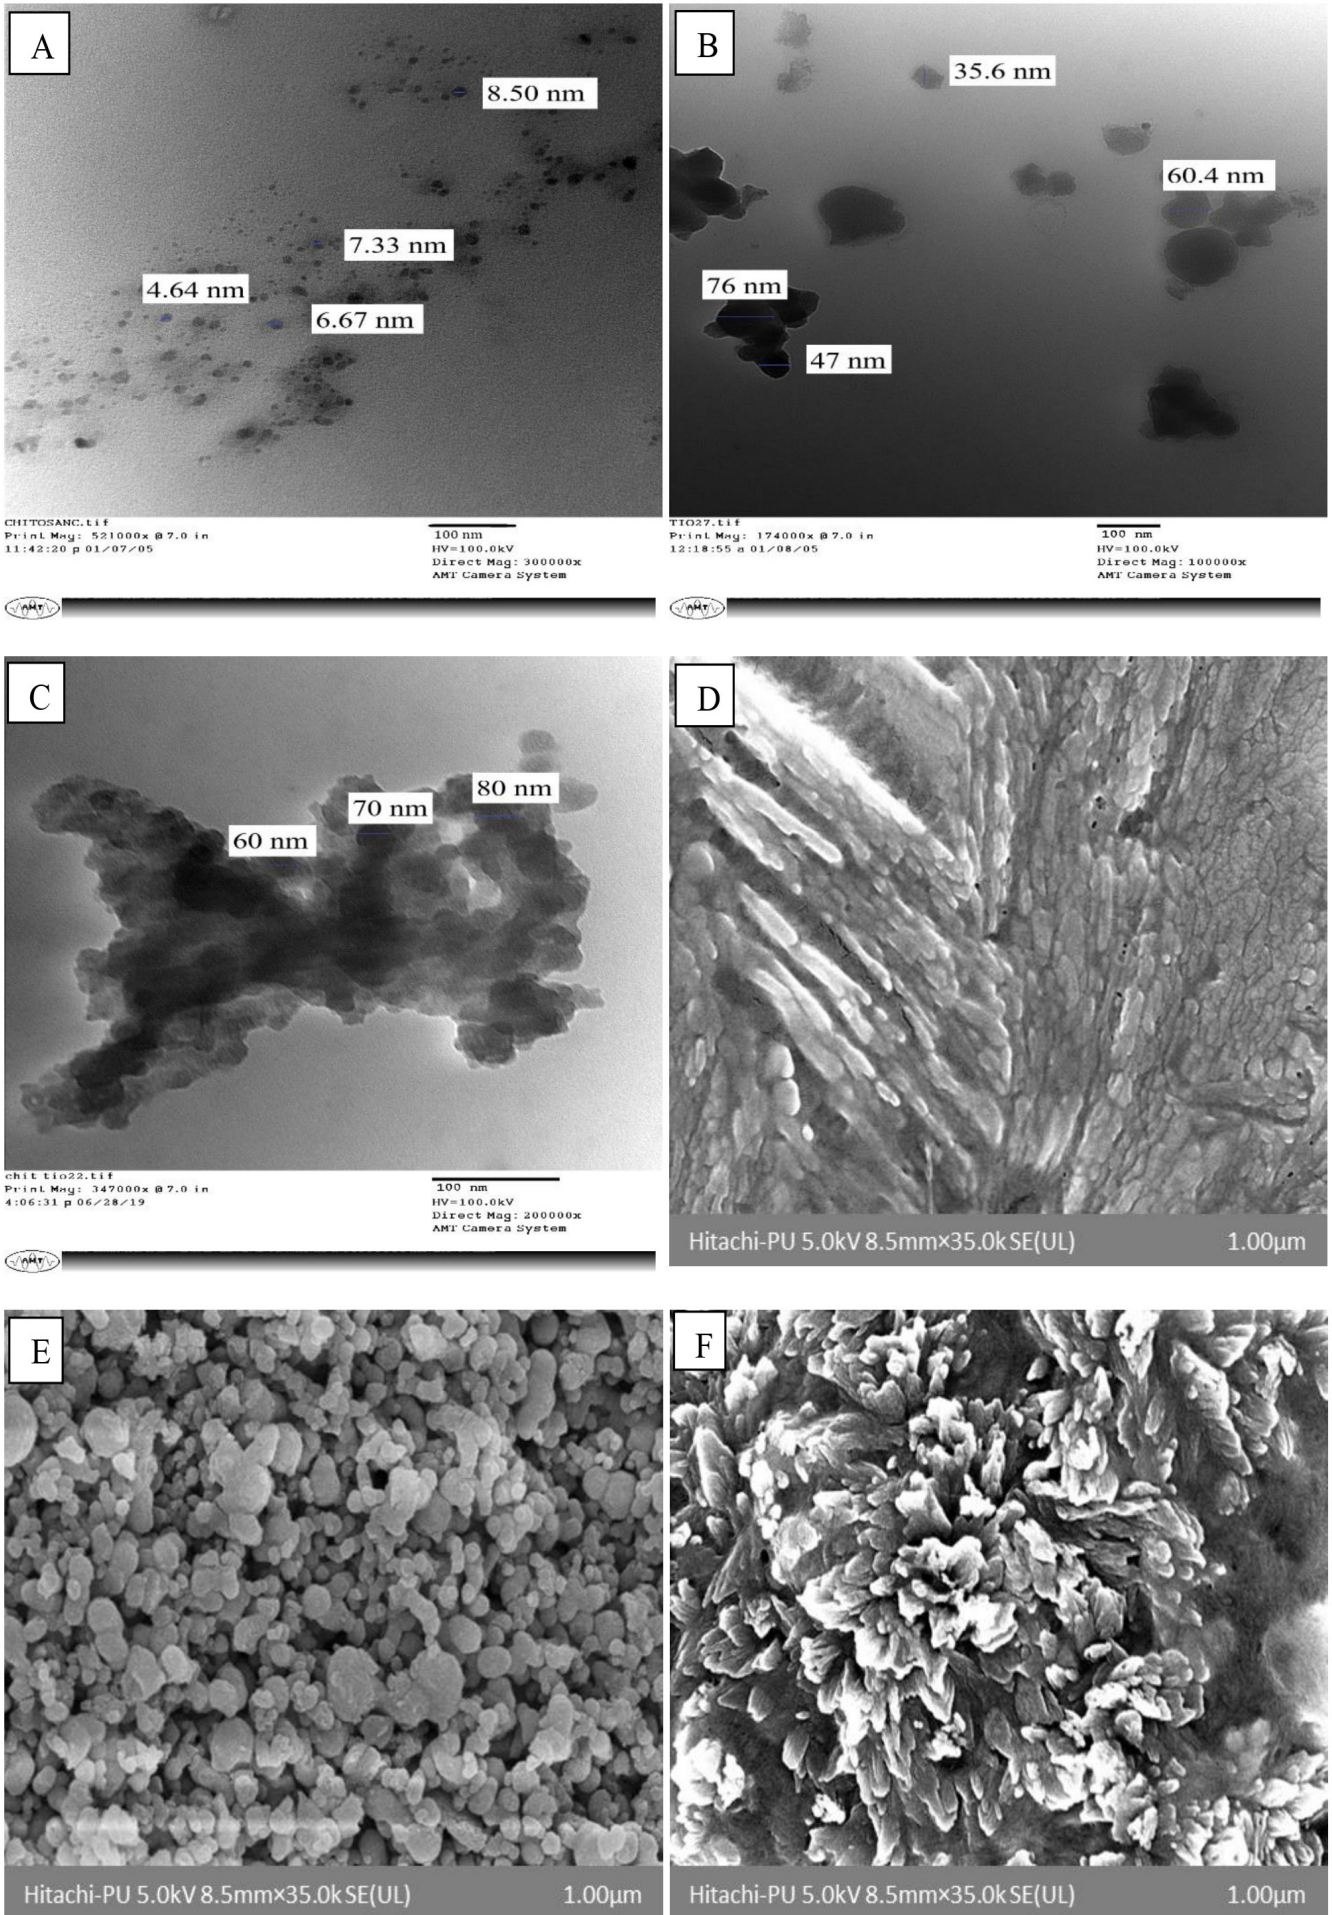 A
8.50 nm
7.33 nm
4.64 nm
6.67 nm
CHITOSANC.tif
Print Mag: 521000x @ 7.0 in
11:42:20 p 01/07/05
100 nm
HV=100.0kV
Direct Mag: 300000x
AMT Camera System
AMT
B
35.6 nm
60.4 nm
76 nm
47 nm
TIO27.tif
Print Mag: 174000x @ 7.0 in
12:18:55 a 01/08/05
100 nm
HV=100.0kV
Direct Mag: 100000x
AMT Camera System
AMT
C
80 nm
70 nm
60 nm
chit tio22.tif
Print Mag: 347000x @ 7.0 in
4:06:31 p 06/28/19
100 nm
HV=100.0kV
Direct Mag: 200000x
AMT Camera System
AMT
D
Hitachi-PU 5.0kV 8.5mm×35.0k SE(UL) 1.00µm
E
Hitachi-PU 5.0kV 8.5mm×35.0k SE(UL) 1.00µm
F
Hitachi-PU 5.0kV 8.5mm×35.0k SE(UL) 1.00µm